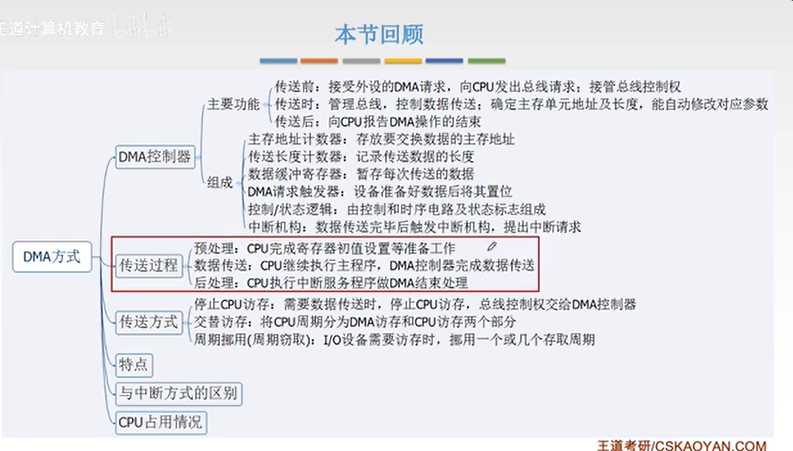 王道计算机教育
本节回顾
DMA方式
DMA控制器
主要功能
传送前：接受外设的DMA请求，向CPU发出总线请求；接管总线控制权
传送时：管理总线，控制数据传送；确定主存单元地址及长度，能自动修改对应参数
传送后：向CPU报告DMA操作的结束
组成
主存地址计数器：存放要交换数据的主存地址
传送长度计数器：记录传送数据的长度
数据缓冲寄存器：暂存每次传送的数据
DMA请求触发器：设备准备好数据后将其置位
控制/状态逻辑：由控制和时序电路及状态标志组成
中断机构：数据传送完毕后触发中断机构，提出中断请求
传送过程
预处理：CPU完成寄存器初值设置等准备工作
数据传送：CPU继续执行主程序，DMA控制器完成数据传送
后处理：CPU执行中断服务程序做DMA结束处理
传送方式
停止CPU访存：需要数据传送时，停止CPU访存，总线控制权交给DMA控制器
交替访存：将CPU周期分为DMA访存和CPU访存两个部分
周期挪用(周期窃取)：I/O设备需要访存时，挪用一个或几个存取周期
特点
与中断方式的区别
CPU占用情况
王道考研/CSKAOYAN.COM